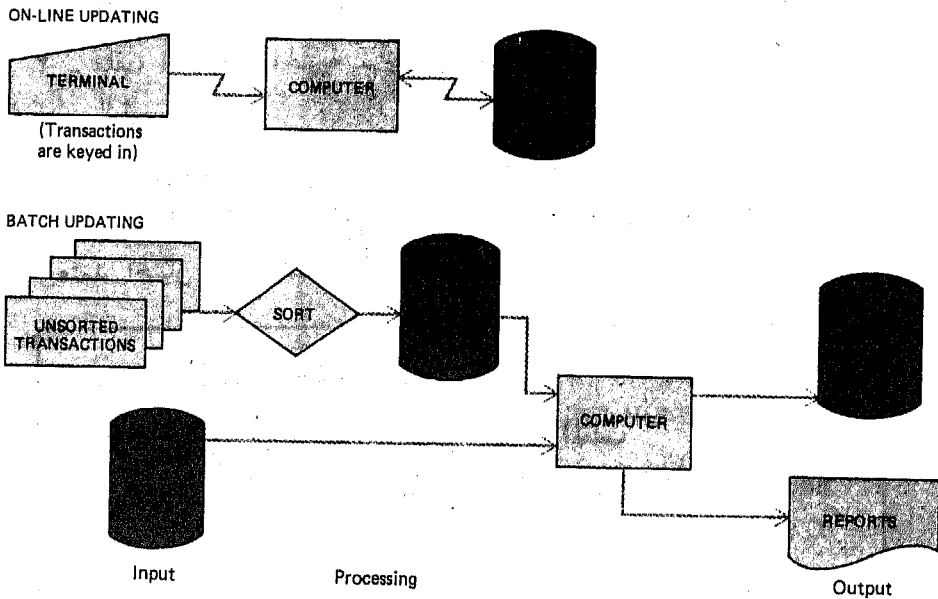 ON-LINE UPDATING
TERMINAL
COMPUTER
(Transactions
are keyed in)
BATCH UPDATING
UNSORTED
TRANSACTIONS
SORT
COMPUTER
REPORTS
Input
Processing
Output